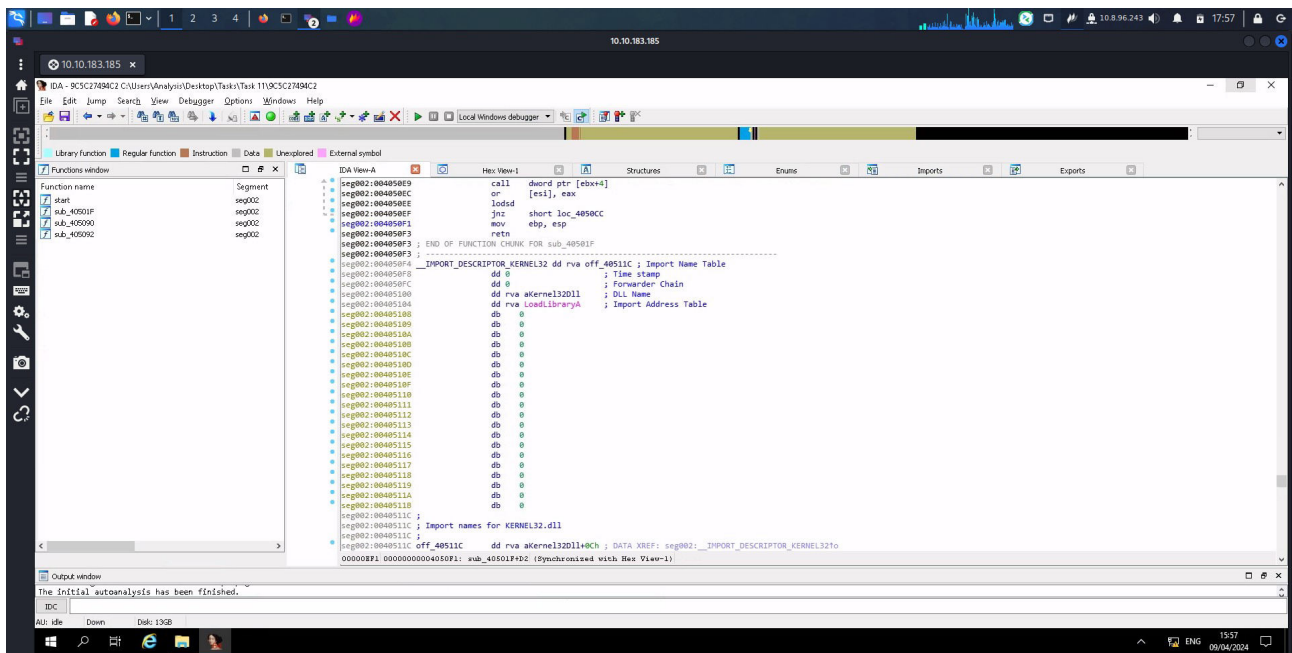 1 2 3 4
10.8.96.243 17:57
10.10.183.185
10.10.183.185
IDA - 9C5C27494C2 C:\Users\Analysis\Desktop\Tasks\Task 11\9C5C27494C2
File Edit Jump Search View Debugger Options Windows Help
Local Windows debugger
Library function Regular function Instruction Data Unexplored External symbol
Functions window
IDA View-A Hex View-1 Structures Enums Imports Exports
Function name Segment
start seg002
sub_40501F seg002
sub_405090 seg002
sub_405092 seg002
seg002:004050E9 call dword ptr [ebx+4]
seg002:004050EC or [esi], eax
seg002:004050EE lodsd
seg002:004050EF jnz short loc_4050CC
seg002:004050F1 mov ebp, esp
seg002:004050F3 retn
seg002:004050F3 ; END OF FUNCTION CHUNK FOR sub_40501F
seg002:004050F3 ; ---------------------------------------------------------------------------
seg002:004050F4 __IMPORT_DESCRIPTOR_KERNEL32 dd rva off_40511C ; Import Name Table
seg002:004050F8 dd 0 ; Time stamp
seg002:004050FC dd 0 ; Forwarder Chain
seg002:00405100 dd rva aKernel32Dll ; DLL Name
seg002:00405104 dd rva LoadLibraryA ; Import Address Table
seg002:00405108 db 0
seg002:00405109 db 0
seg002:0040510A db 0
seg002:0040510B db 0
seg002:0040510C db 0
seg002:0040510D db 0
seg002:0040510E db 0
seg002:0040510F db 0
seg002:00405110 db 0
seg002:00405111 db 0
seg002:00405112 db 0
seg002:00405113 db 0
seg002:00405114 db 0
seg002:00405115 db 0
seg002:00405116 db 0
seg002:00405117 db 0
seg002:00405118 db 0
seg002:00405119 db 0
seg002:0040511A db 0
seg002:0040511B db 0
seg002:0040511C ;
seg002:0040511C ; Import names for KERNEL32.dll
seg002:0040511C ;
seg002:0040511C off_40511C dd rva aKernel32Dll+0Ch ; DATA XREF: seg002:__IMPORT_DESCRIPTOR_KERNEL32↑o
00000EF1 00000000004050F1: sub_40501F+D2 (Synchronized with Hex View-1)
Output window
The initial autoanalysis has been finished.
IDC
AU: idle Down Disk: 13GB
ENG 15:57
09/04/2024